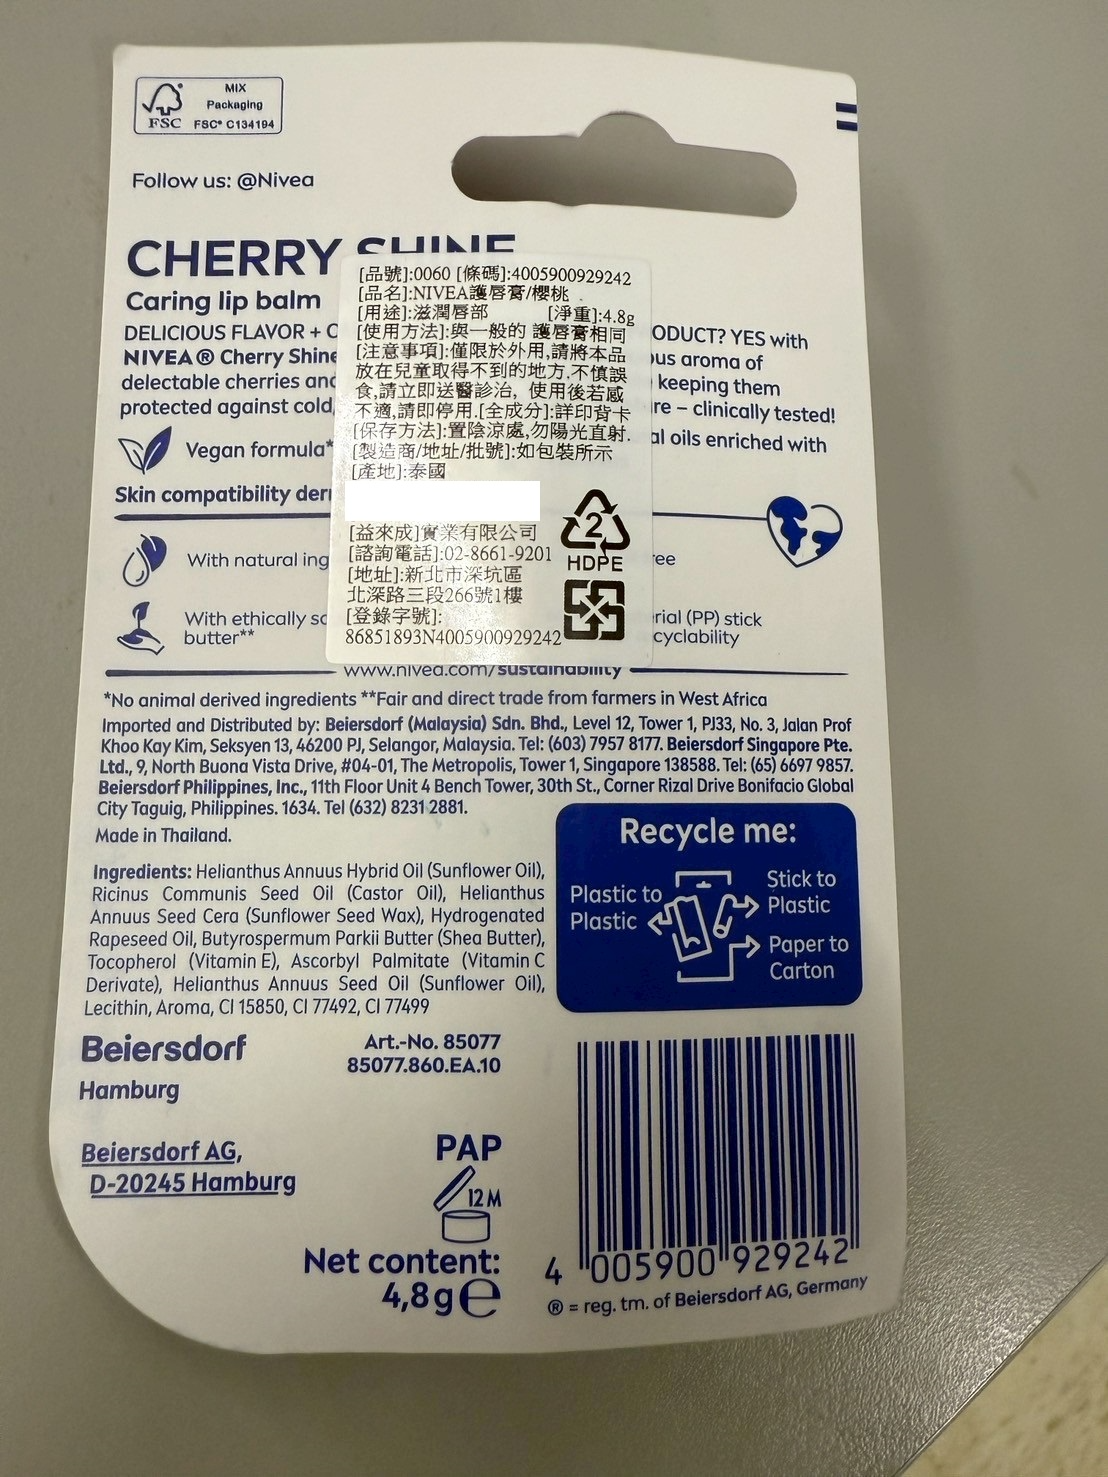 MIX
Packaging
FSC FSC® C134194
Follow us: @Nivea
CHERRY SHINE
Caring lip balm
DELICIOUS FLAVOR + C
ODUCT? YES with
NIVEA® Cherry Shine
ous aroma of
delectable cherries and
keeping them
protected against cold,
re – clinically tested!
Vegan formula*
al oils enriched with
Skin compatibility der
With natural ing
ree
With ethically so
rial (PP) stick
butter**
cyclability
[品號]:0060 [條碼]:4005900929242
[品名]:NIVEA護唇膏/櫻桃
[用途]:滋潤唇部 [淨重]:4.8g
[使用方法]:與一般的 護唇膏相同
[注意事項]:僅限於外用,請將本品
放在兒童取得不到的地方.不慎誤
食,請立即送醫診治, 使用後若感
不適,請即停用.[全成分]:詳印背卡
[保存方法]:置陰涼處,勿陽光直射.
[製造商/地址/批號]:如包裝所示
[產地]:泰國
[益來成]實業有限公司
[諮詢電話]:02-8661-9201
[地址]:新北市深坑區
北深路三段266號1樓
[登錄字號]:
86851893N4005900929242
2
HDPE
www.nivea.com/sustainability
*No animal derived ingredients **Fair and direct trade from farmers in West Africa
Imported and Distributed by: Beiersdorf (Malaysia) Sdn. Bhd., Level 12, Tower 1, PJ33, No. 3, Jalan Prof
Khoo Kay Kim, Seksyen 13, 46200 PJ, Selangor, Malaysia. Tel: (603) 7957 8177. Beiersdorf Singapore Pte.
Ltd., 9, North Buona Vista Drive, #04-01, The Metropolis, Tower 1, Singapore 138588. Tel: (65) 6697 9857.
Beiersdorf Philippines, Inc., 11th Floor Unit 4 Bench Tower, 30th St., Corner Rizal Drive Bonifacio Global
City Taguig, Philippines. 1634. Tel (632) 8231 2881.
Made in Thailand.
Ingredients: Helianthus Annuus Hybrid Oil (Sunflower Oil),
Ricinus Communis Seed Oil (Castor Oil), Helianthus
Annuus Seed Cera (Sunflower Seed Wax), Hydrogenated
Rapeseed Oil, Butyrospermum Parkii Butter (Shea Butter),
Tocopherol (Vitamin E), Ascorbyl Palmitate (Vitamin C
Derivate), Helianthus Annuus Seed Oil (Sunflower Oil),
Lecithin, Aroma, CI 15850, CI 77492, CI 77499
Recycle me:
Plastic to
Plastic
Stick to
Plastic
Paper to
Carton
Beiersdorf
Hamburg
Art.-No. 85077
85077.860.EA.10
Beiersdorf AG,
D-20245 Hamburg
PAP
12M
Net content:
4,8g e
4 005900 929242
® = reg. tm. of Beiersdorf AG, Germany